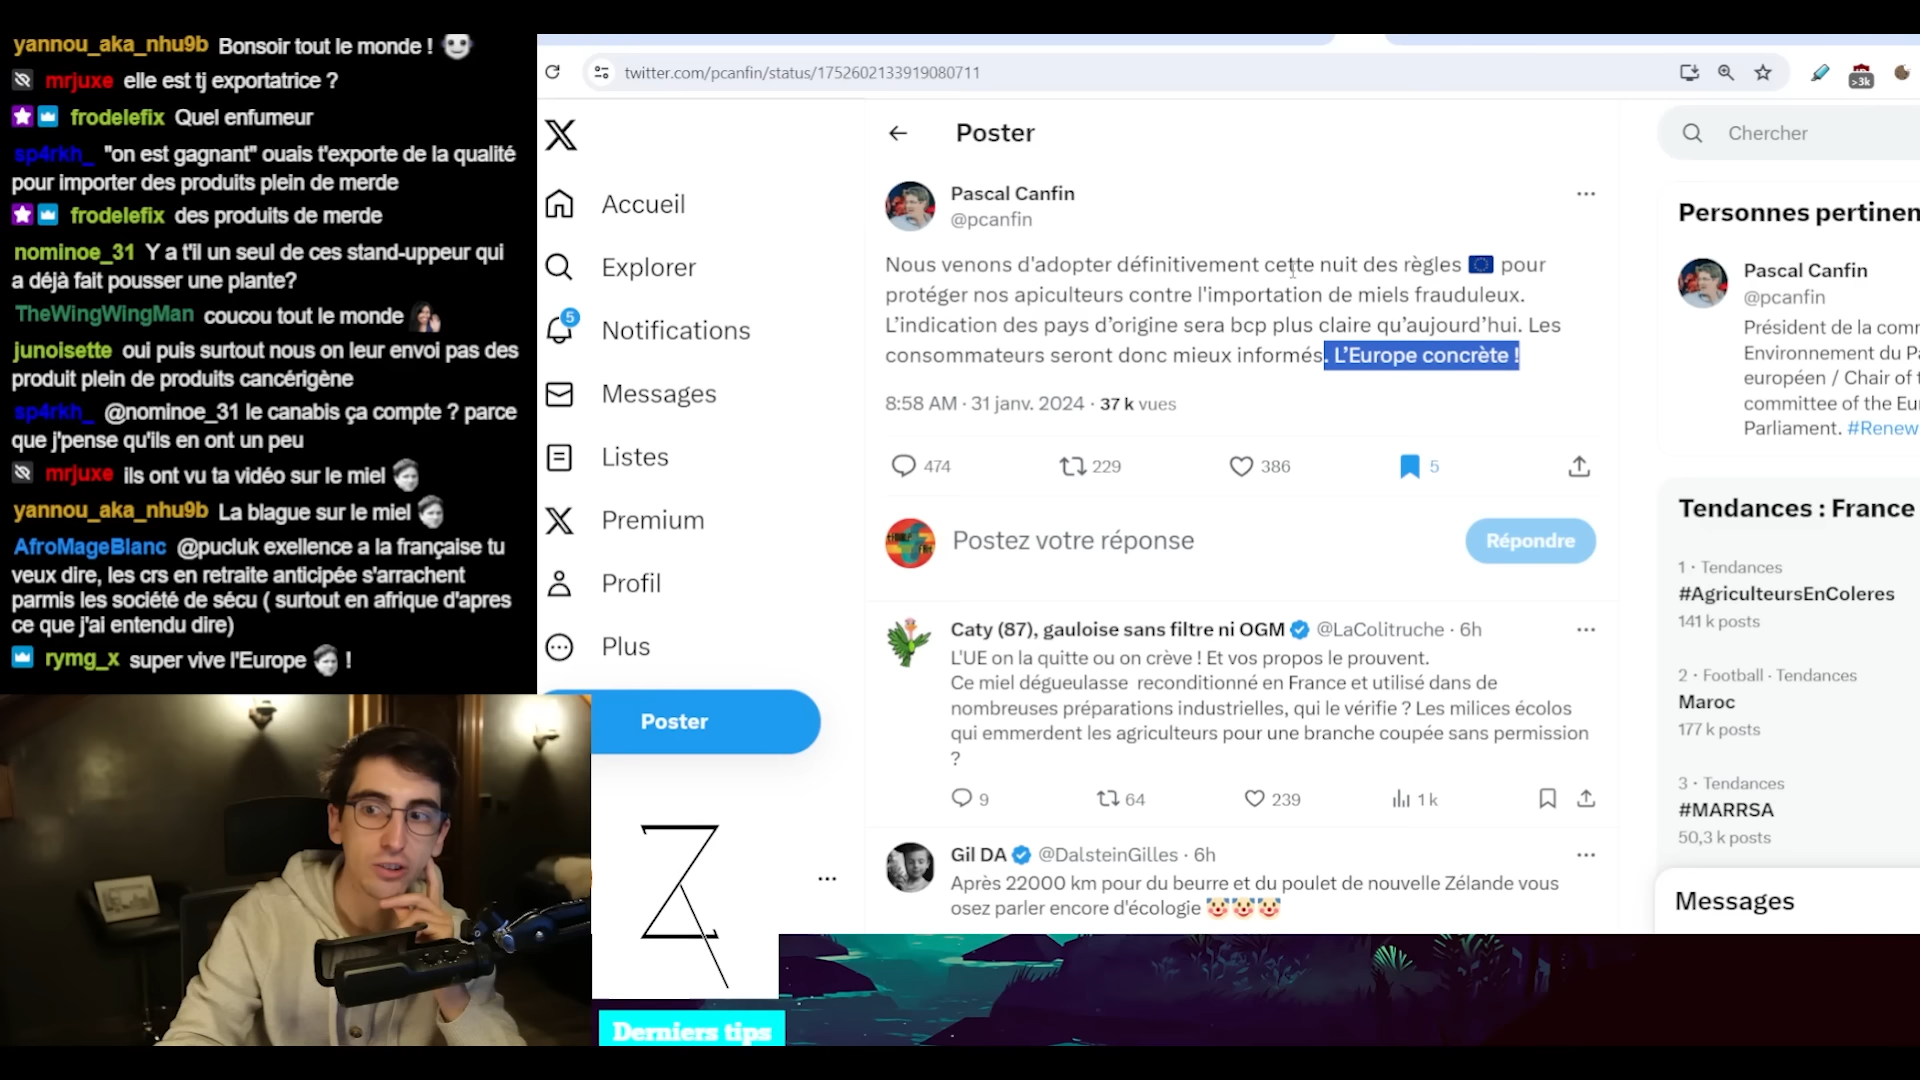 yannou_aka_nhu9b Bonsoir tout le monde !
mrjuxe elle est tj exportatrice ?
frodelefix Quel enfumeur
sp4rkh_ "on est gagnant" ouais t'exporte de la qualité
pour importer des produits plein de merde
frodelefix des produits de merde
nominoe_31 Y a t'il un seul de ces stand-uppeur qui
a déjà fait pousser une plante?
TheWingWingMan coucou tout le monde
junoisette oui puis surtout nous on leur envoi pas des
produit plein de produits cancérigène
sp4rkh_ @nominoe_31 le canabis ça compte ? parce
que j'pense qu'ils en ont un peu
mrjuxe ils ont vu ta vidéo sur le miel
yannou_aka_nhu9b La blague sur le miel
AfroMageBlanc @pucluk exellence a la française tu
veux dire, les crs en retraite anticipée s'arrachent
parmis les société de sécu ( surtout en afrique d'apres
ce que j'ai entendu dire)
rymg_x super vive l'Europe !
twitter.com/pcanfin/status/1752602133919080711
>3k
Accueil
Explorer
5
Notifications
Messages
Listes
Premium
Profil
Plus
Poster
Poster
Pascal Canfin
@pcanfin
Nous venons d'adopter définitivement cette nuit des règles 🇪🇺 pour
protéger nos apiculteurs contre l'importation de miels frauduleux.
L’indication des pays d’origine sera bcp plus claire qu’aujourd’hui. Les
consommateurs seront donc mieux informés. L’Europe concrète !
8:58 AM · 31 janv. 2024 · 37 k vues
474 229 386 5
Postez votre réponse
Répondre
Caty (87), gauloise sans filtre ni OGM @LaColitruche · 6h
L'UE on la quitte ou on crève ! Et vos propos le prouvent.
Ce miel dégueulasse reconditionné en France et utilisé dans de
nombreuses préparations industrielles, qui le vérifie ? Les milices écolos
qui emmerdent les agriculteurs pour une branche coupée sans permission
?
9 64 239 1 k
Gil DA @DalsteinGilles · 6h
Après 22000 km pour du beurre et du poulet de nouvelle Zélande vous
osez parler encore d'écologie 🤡🤡🤡
Chercher
Personnes pertinen
Pascal Canfin
@pcanfin
Président de la com
Environnement du P
européen / Chair of t
committee of the Eu
Parliament. #Renew
Tendances : France
1 · Tendances
#AgriculteursEnColeres
141 k posts
2 · Football · Tendances
Maroc
177 k posts
3 · Tendances
#MARRSA
50,3 k posts
Messages
Derniers tips